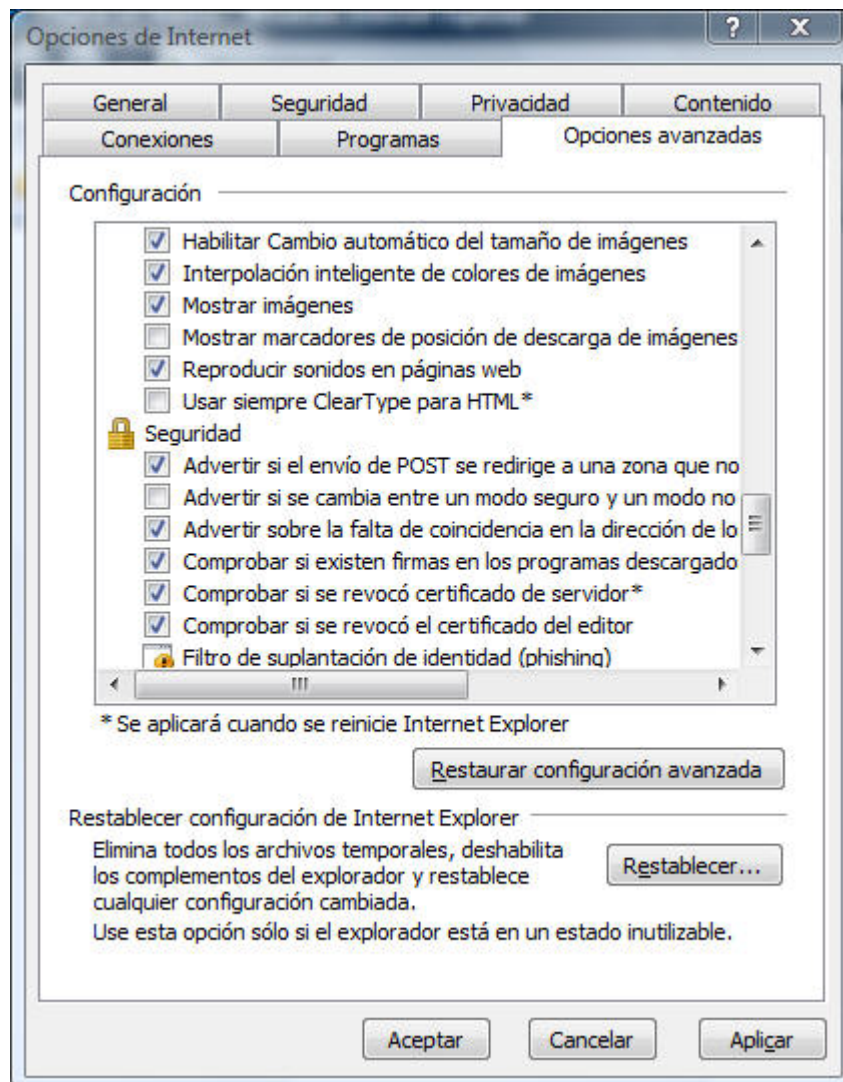 Opciones de Internet
General Seguridad Privacidad Contenido
Conexiones Programas Opciones avanzadas
Configuración
Habilitar Cambio automático del tamaño de imágenes
Interpolación inteligente de colores de imágenes
Mostrar imágenes
Mostrar marcadores de posición de descarga de imágenes
Reproducir sonidos en páginas web
Usar siempre ClearType para HTML*
Seguridad
Advertir si el envío de POST se redirige a una zona que no
Advertir si se cambia entre un modo seguro y un modo no
Advertir sobre la falta de coincidencia en la dirección de lo
Comprobar si existen firmas en los programas descargado
Comprobar si se revocó certificado de servidor*
Comprobar si se revocó el certificado del editor
Filtro de suplantación de identidad (phishing)
* Se aplicará cuando se reinicie Internet Explorer
Restaurar configuración avanzada
Restablecer configuración de Internet Explorer
Elimina todos los archivos temporales, deshabilita
los complementos del explorador y restablece
cualquier configuración cambiada.
Restablecer...
Use esta opción sólo si el explorador está en un estado inutilizable.
Aceptar Cancelar Aplicar